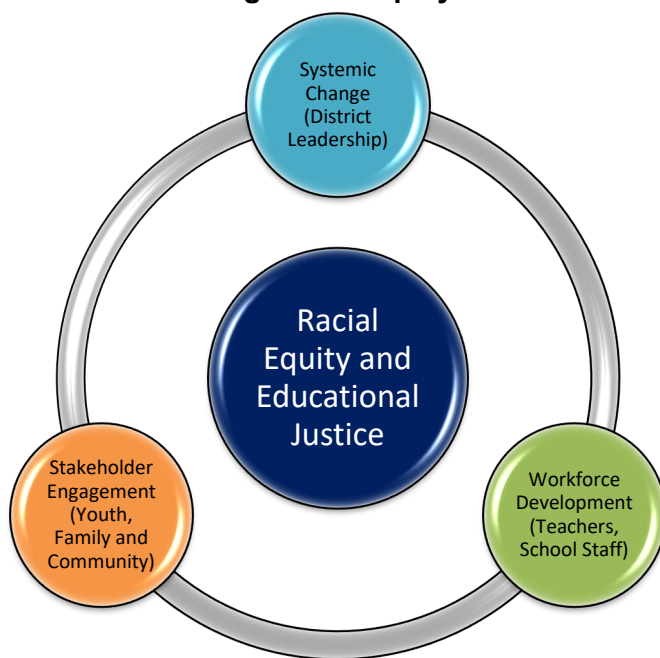 Systemic
Change
(District
Leadership)
Racial
Equity and
Educational
Justice
Stakeholder
Engagement
(Youth,
Family and
Community)
Workforce
Development
(Teachers,
School Staff)